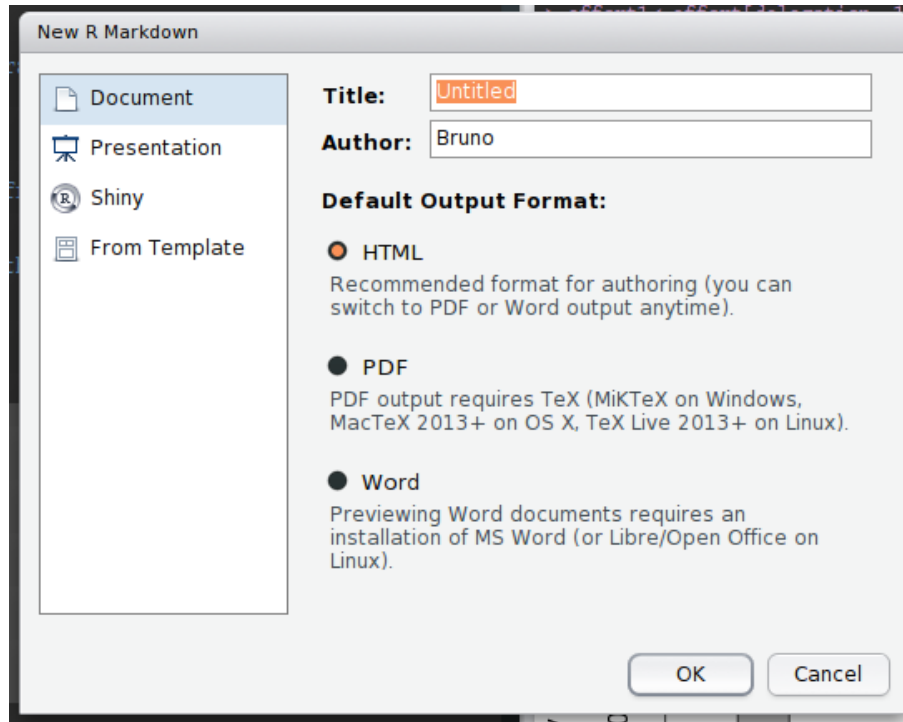 New R Markdown
Document
Presentation
Shiny
From Template
Title:
Untitled
Author:
Bruno
Default Output Format:
HTML
Recommended format for authoring (you can
switch to PDF or Word output anytime).
PDF
PDF output requires TeX (MiKTeX on Windows,
MacTeX 2013+ on OS X, TeX Live 2013+ on Linux).
Word
Previewing Word documents requires an
installation of MS Word (or Libre/Open Office on
Linux).
OK
Cancel